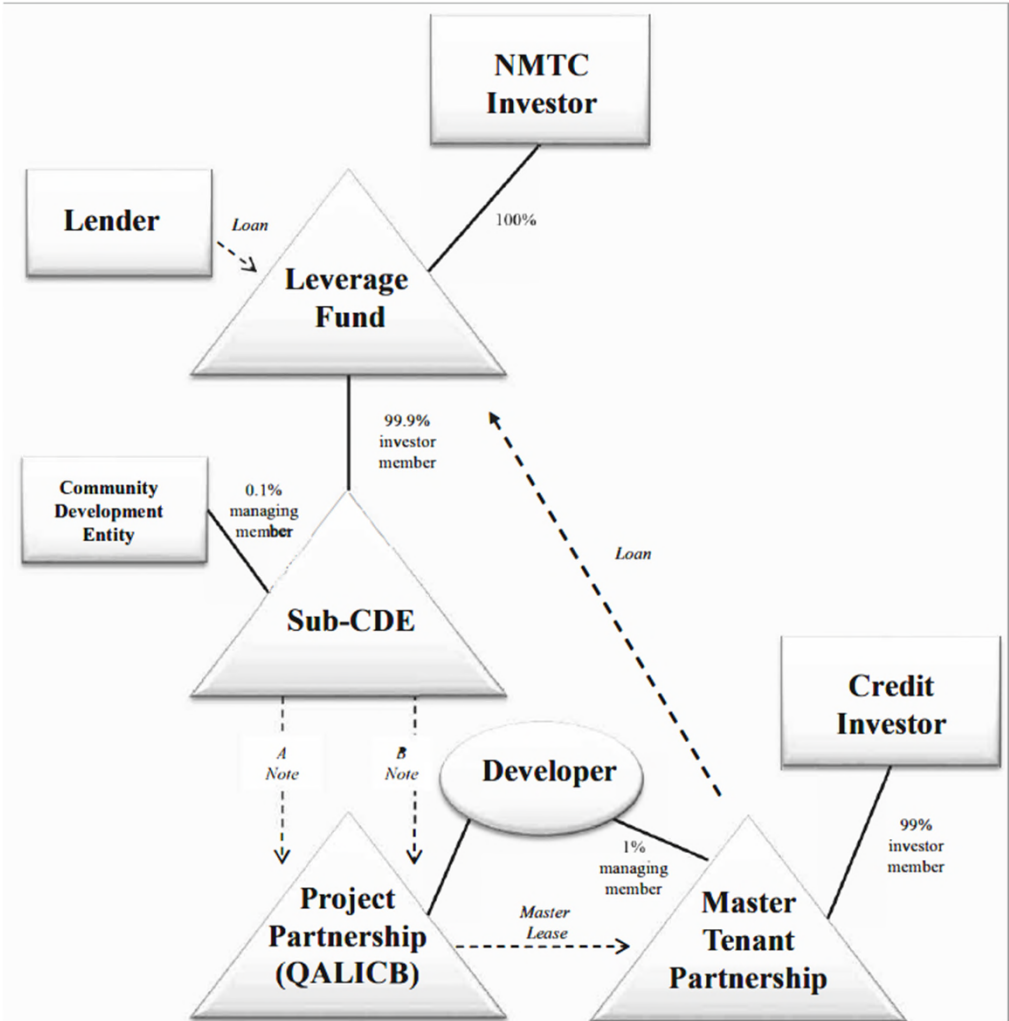 NMTC
Investor
Lender
Loan
100%
Leverage
Fund
99.9%
investor
member
Community
Development
Entity
0.1%
managing
member
Loan
Sub-CDE
Credit
Investor
A
Note
B
Note
Developer
99%
investor
member
1%
managing
member
Project
Partnership
(QALICB)
Master
Lease
Master
Tenant
Partnership